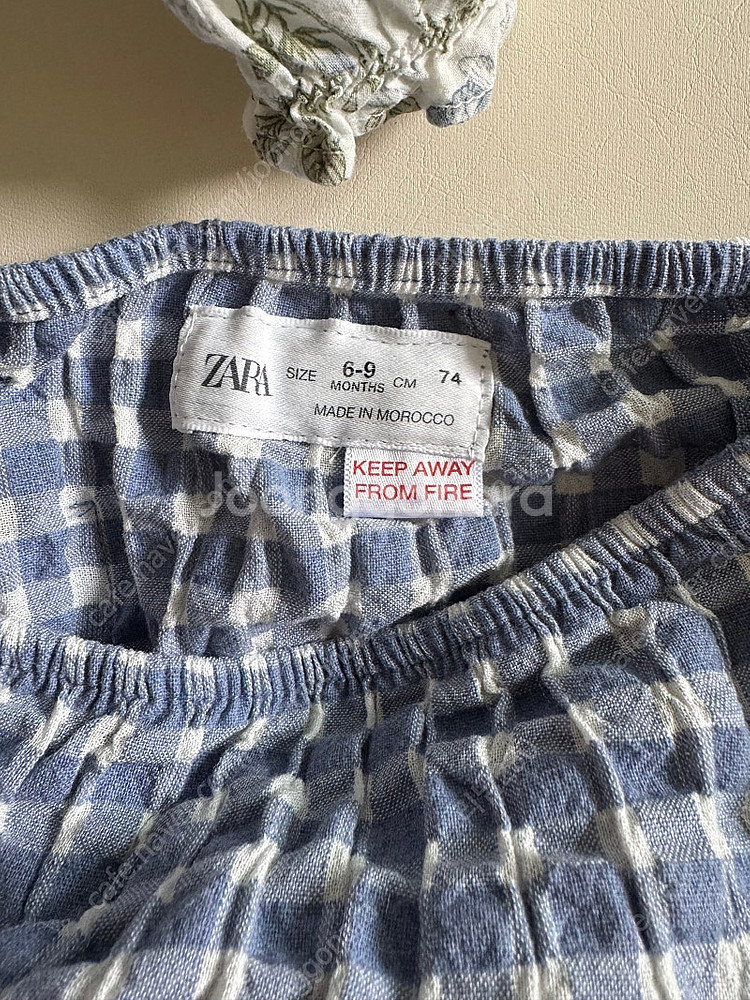 ZARA SIZE 6-9 MONTHS CM 74
MADE IN MOROCCO
KEEP AWAY
FROM FIRE